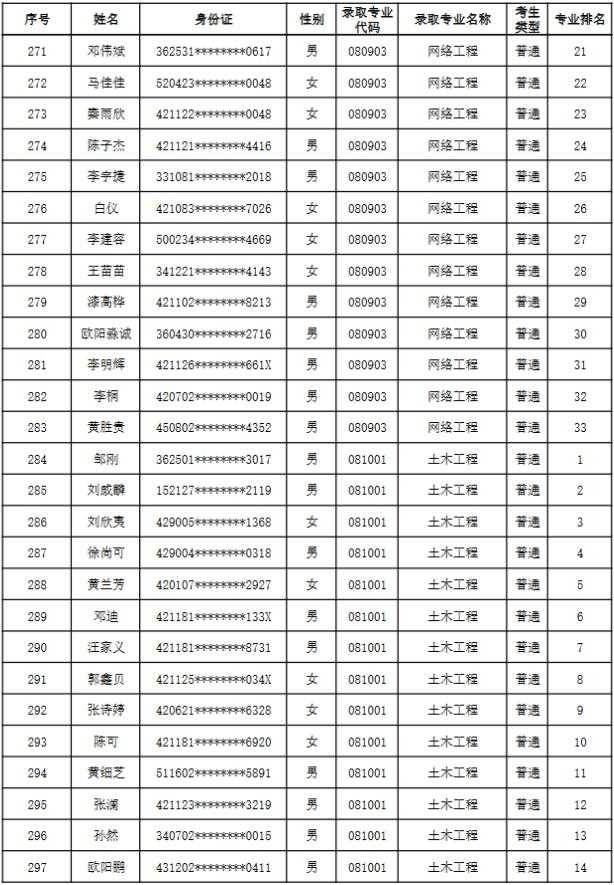 序号 姓名 身份证 性别 录取专业代码 录取专业名称 考生类型 专业排名
271 邓伟斌 362531********0617 男 080903 网络工程 普通 21
272 马佳佳 520423********0048 女 080903 网络工程 普通 22
273 秦雨欣 421122********0048 女 080903 网络工程 普通 23
274 陈子杰 421121********4416 男 080903 网络工程 普通 24
275 李宇捷 331081********2018 男 080903 网络工程 普通 25
276 白仪 421083********7026 女 080903 网络工程 普通 26
277 李建容 500234********4669 女 080903 网络工程 普通 27
278 王苗苗 341221********4143 女 080903 网络工程 普通 28
279 漆高桦 421102********8213 男 080903 网络工程 普通 29
280 欧阳淼诚 360430********2716 男 080903 网络工程 普通 30
281 李明辉 421126********661X 男 080903 网络工程 普通 31
282 李桐 420702********0019 男 080903 网络工程 普通 32
283 黄胜贵 450802********4352 男 080903 网络工程 普通 33
284 邹刚 362501********3017 男 081001 土木工程 普通 1
285 刘威麟 152127********2119 男 081001 土木工程 普通 2
286 刘欣夷 429005********1368 女 081001 土木工程 普通 3
287 徐尚可 429004********0318 男 081001 土木工程 普通 4
288 黄兰芳 420107********2927 女 081001 土木工程 普通 5
289 邓迪 421181********133X 男 081001 土木工程 普通 6
290 汪家义 421181********8731 男 081001 土木工程 普通 7
291 郭鑫贝 421125********034X 女 081001 土木工程 普通 8
292 张诗婷 420621********6328 女 081001 土木工程 普通 9
293 陈可 421181********6920 女 081001 土木工程 普通 10
294 黄细芝 511602********5891 男 081001 土木工程 普通 11
295 张澜 421123********3219 男 081001 土木工程 普通 12
296 孙然 340702********0015 男 081001 土木工程 普通 13
297 欧阳鹏 431202********0411 男 081001 土木工程 普通 14